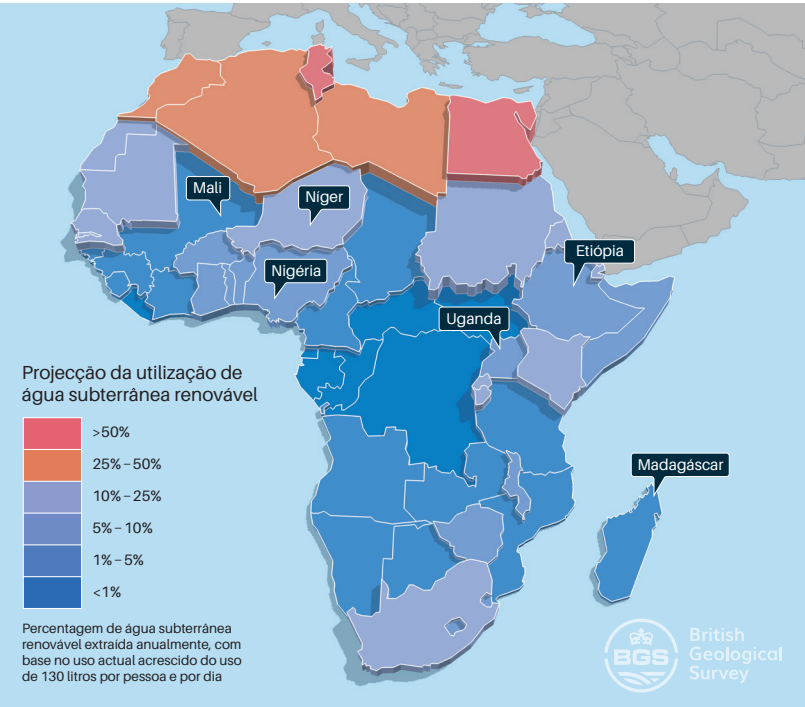 Mali
Níger
Nigéria
Etiópia
Uganda
Madagáscar
Projecção da utilização de
água subterrânea renovável
>50%
25%–50%
10%–25%
5%–10%
1%–5%
<1%
Percentagem de água subterrânea
renovável extraída anualmente, com
base no uso actual acrescido do uso
de 130 litros por pessoa e por dia
BGS
British
Geological
Survey